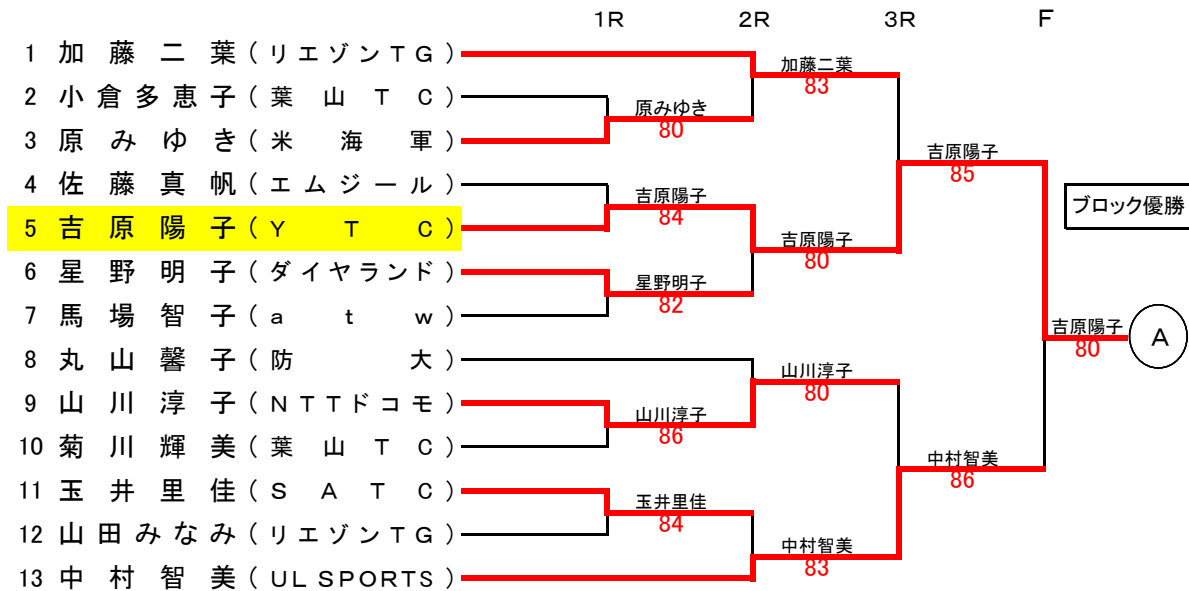 1R 2R 3R F
1 加藤二葉(リエゾンTG)
2 小倉多恵子(葉山TC)
3 原みゆき(米海軍)
4 佐藤真帆(エムジール)
5 吉原陽子(YTC)
6 星野明子(ダイヤランド)
7 馬場智子(atw)
8 丸山馨子(防大)
9 山川淳子(NTTドコモ)
10 菊川輝美(葉山TC)
11 玉井里佳(SATC)
12 山田みなみ(リエゾンTG)
13 中村智美(UL SPORTS)
原みゆき
80
吉原陽子
84
星野明子
82
山川淳子
86
玉井里佳
84
加藤二葉
83
吉原陽子
80
山川淳子
80
中村智美
83
吉原陽子
85
中村智美
86
ブロック優勝
吉原陽子
80
A